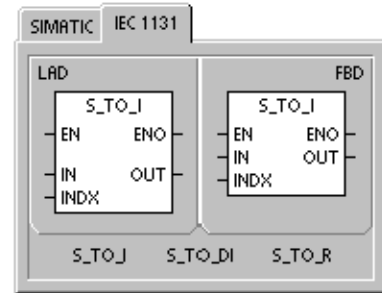 SIMATIC IEC 1131
LAD FBD
S_TO_I S_TO_I
EN ENO EN ENO
IN OUT IN OUT
INDX INDX
S_TO_I S_TO_DI S_TO_R